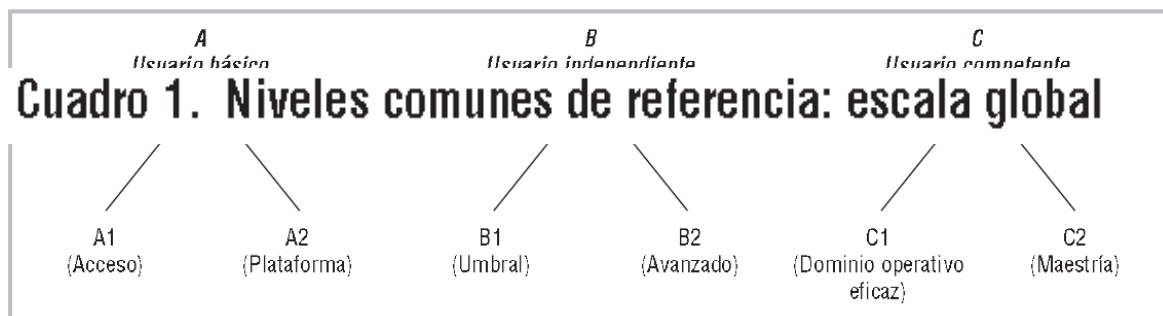 A B C
Usuario básico Usuario independiente Usuario competente
Cuadro 1. Niveles comunes de referencia: escala global
A1 A2 B1 B2 C1 C2
(Acceso) (Plataforma) (Umbral) (Avanzado) (Dominio operativo (Maestría)
eficaz)